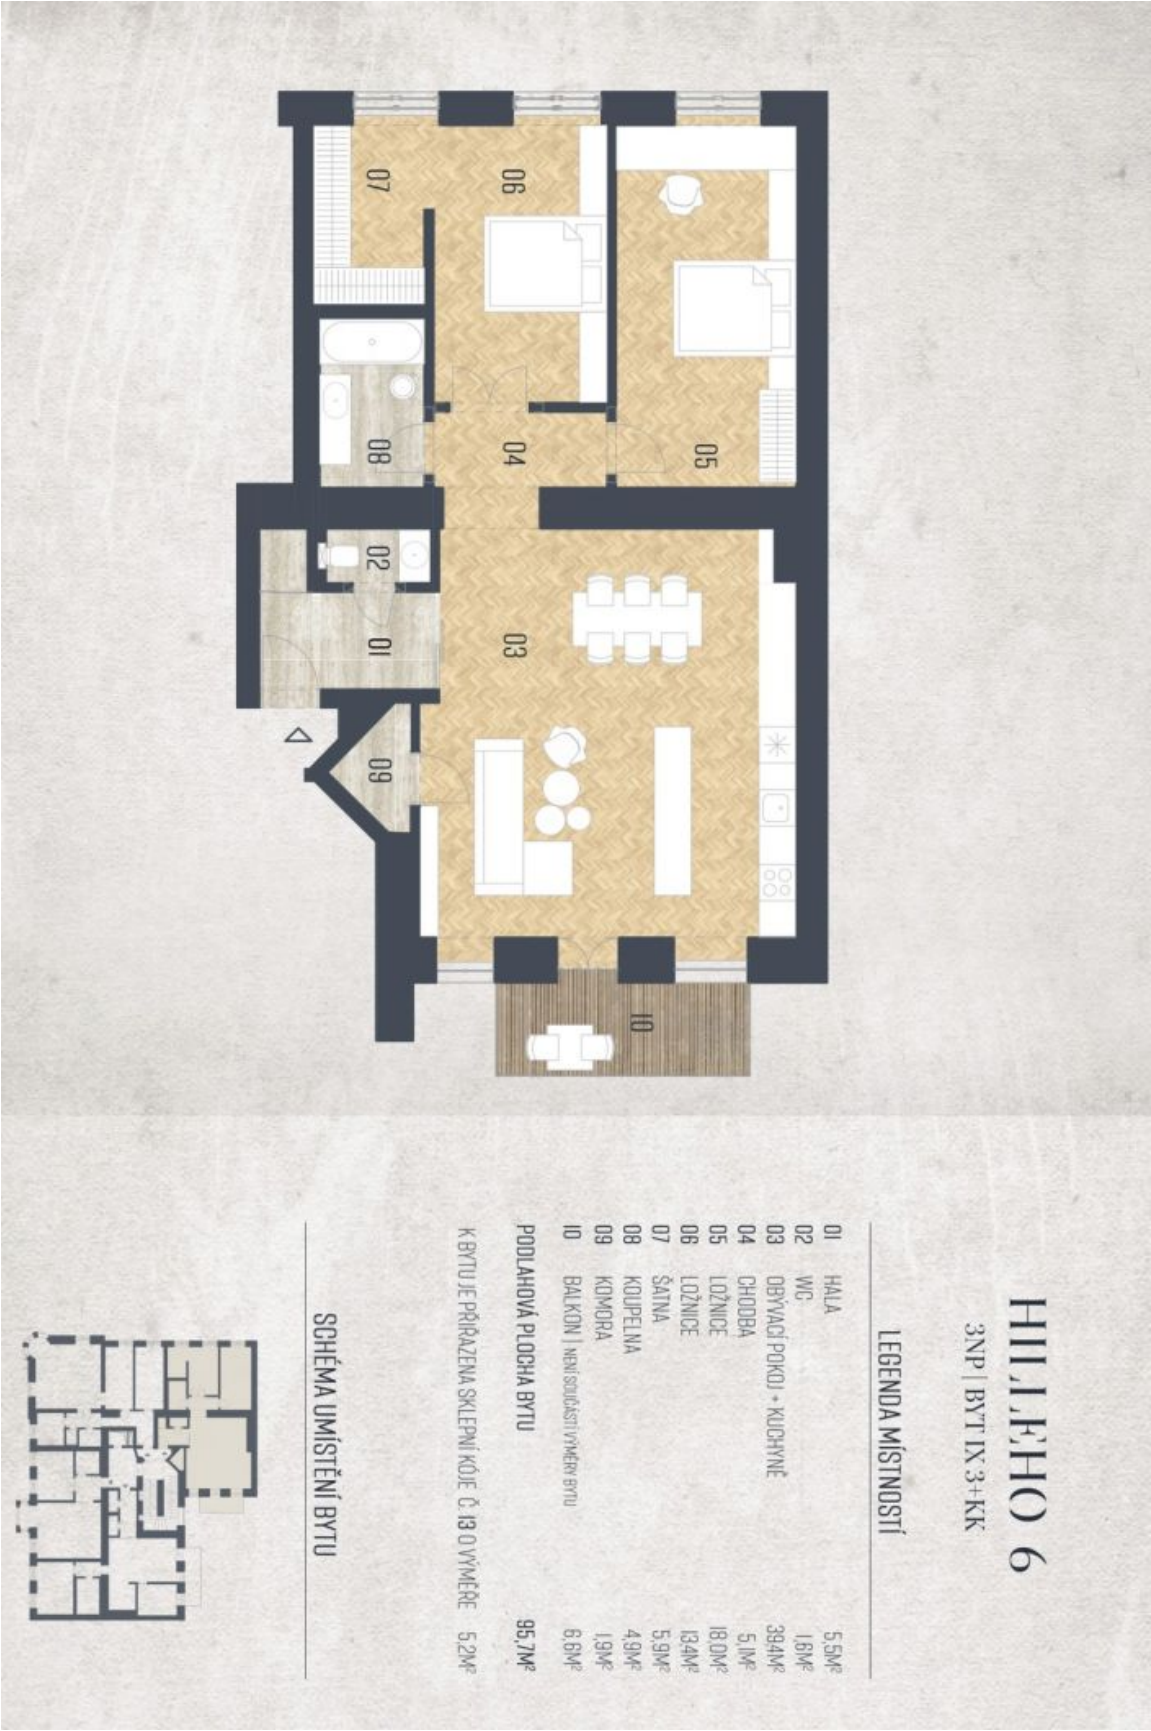 HILLEHO 6
3NP | BYT IX 3+KK
LEGENDA MÍSTNOSTÍ
01 HALA 5,5M²
02 WC 1,6M²
03 OBÝVACÍ POKOJ + KUCHYNĚ 39,4M²
04 CHODBA 5,1M²
05 LOŽNICE 18,0M²
06 LOŽNICE 13,4M²
07 ŠATNA 5,9M²
08 KOUPELNA 4,9M²
09 KOMORA 1,9M²
10 BALKON | NENÍ SOUČÁSTÍ VÝMĚRY BYTU 6,6M²
PODLAHOVÁ PLOCHA BYTU 95,7M²
K BYTU JE PŘIŘAZENA SKLEPNÍ KÓJE Č. 13 O VÝMĚŘE 5,2M²
SCHÉMA UMÍSTĚNÍ BYTU
05
06
04
07
08
02
03
01
09
10